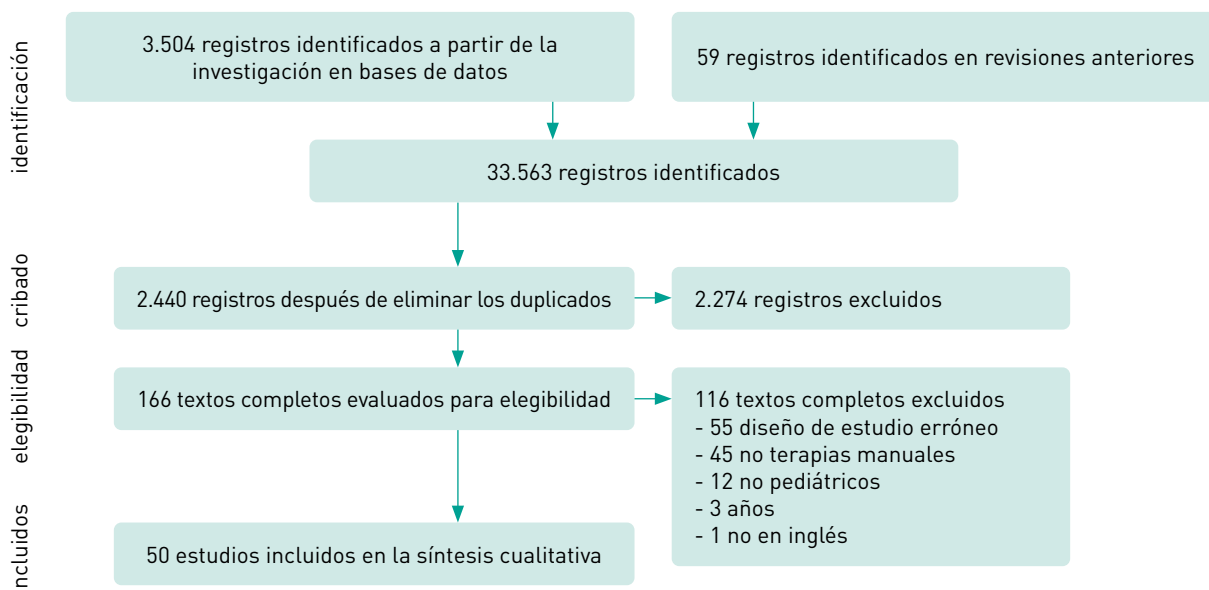 identificación
3.504 registros identificados a partir de la
investigación en bases de datos
59 registros identificados en revisiones anteriores
33.563 registros identificados
cribado
2.440 registros después de eliminar los duplicados
2.274 registros excluidos
elegibilidad
166 textos completos evaluados para elegibilidad
116 textos completos excluidos
- 55 diseño de estudio erróneo
- 45 no terapias manuales
- 12 no pediátricos
- 3 años
- 1 no en inglés
ncluidos
50 estudios incluidos en la síntesis cualitativa